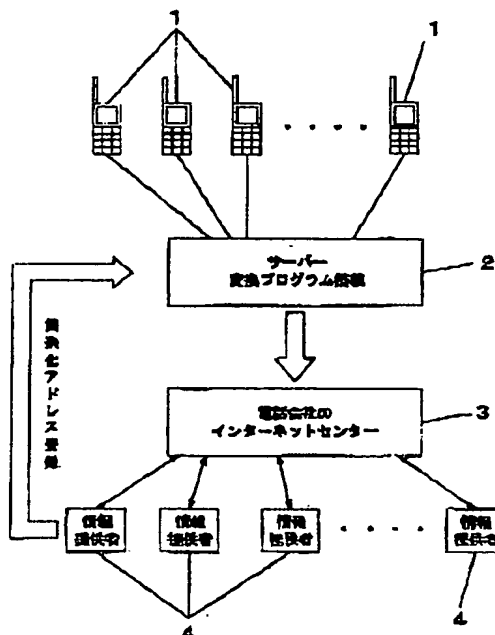 1
1
サーバー
変換プログラム搭載
2
電話会社の
インターネットセンター
3
簡換化アドレス登録
情報
提供者
情報
提供者
情報
提供者
情報
提供者
4
4